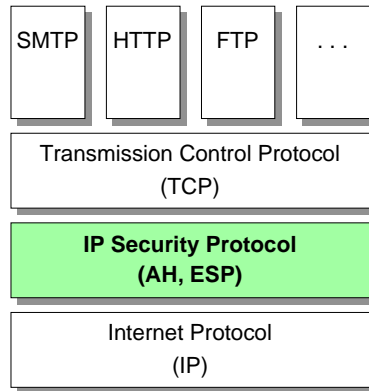 SMTP HTTP FTP . . .
Transmission Control Protocol
(TCP)
IP Security Protocol
(AH, ESP)
Internet Protocol
(IP)